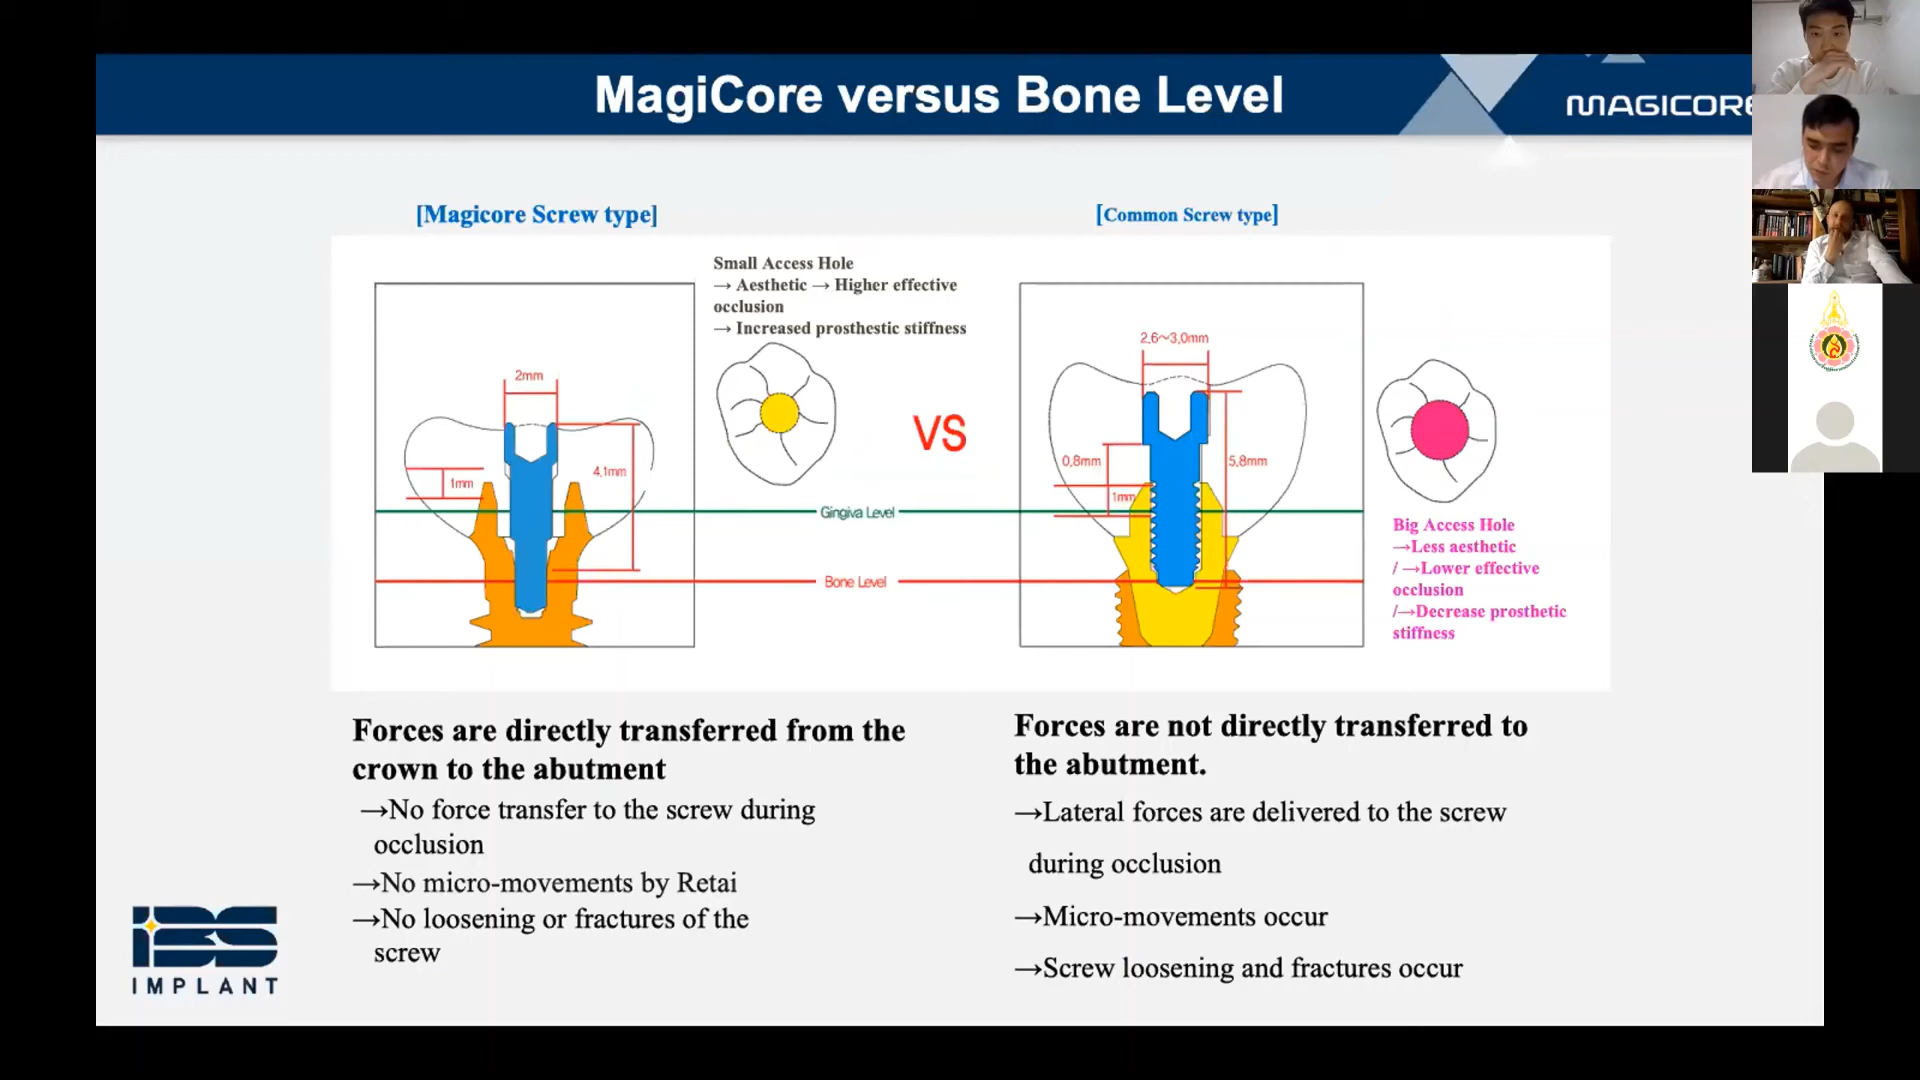 MagiCore versus Bone Level
MAGICORE
[Magicore Screw type]
[Common Screw type]
Small Access Hole
→ Aesthetic → Higher effective
occlusion
→ Increased prosthestic stiffness
2mm
1mm
4,1mm
VS
2,6~3,0mm
0,8mm
1mm
5,8mm
Gingiva Level
Bone Level
Big Access Hole
→Less aesthetic
/ →Lower effective
occlusion
/→Decrease prosthetic
stiffness
Forces are directly transferred from the
crown to the abutment
→No force transfer to the screw during
occlusion
→No micro-movements by Retai
→No loosening or fractures of the
screw
Forces are not directly transferred to
the abutment.
→Lateral forces are delivered to the screw
during occlusion
→Micro-movements occur
→Screw loosening and fractures occur
IBS
IMPLANT